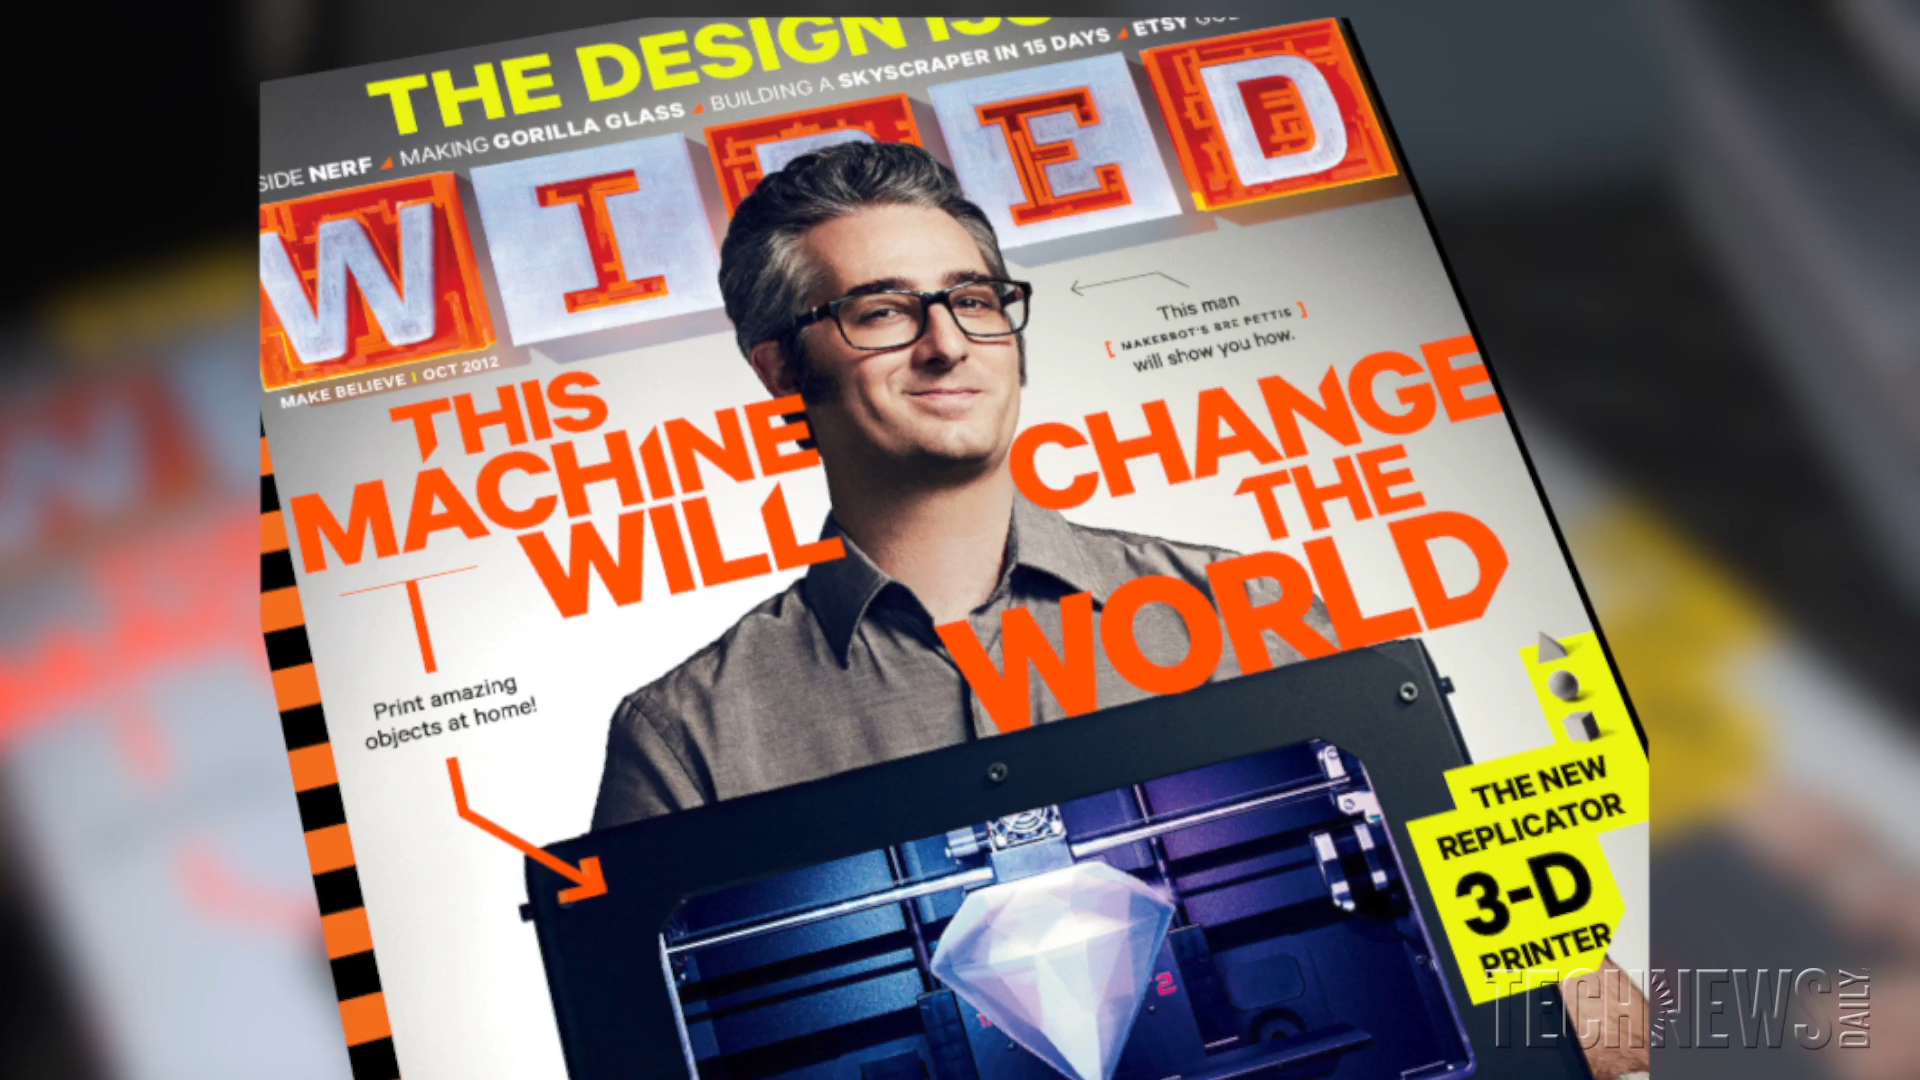 THE DESIGN
SIDE NERF MAKING GORILLA GLASS BUILDING A SKYSCRAPER IN 15 DAYS ETSY
WIRED
MAKE BELIEVE | OCT 2012
This man
[ MAKERBOT'S BRE PETTIS ]
will show you how.
THIS
MACHINE
WILL
CHANGE
THE
WORLD
Print amazing
objects at home!
THE NEW
REPLICATOR
3-D
PRINTER
TECHNEWS
DAILY